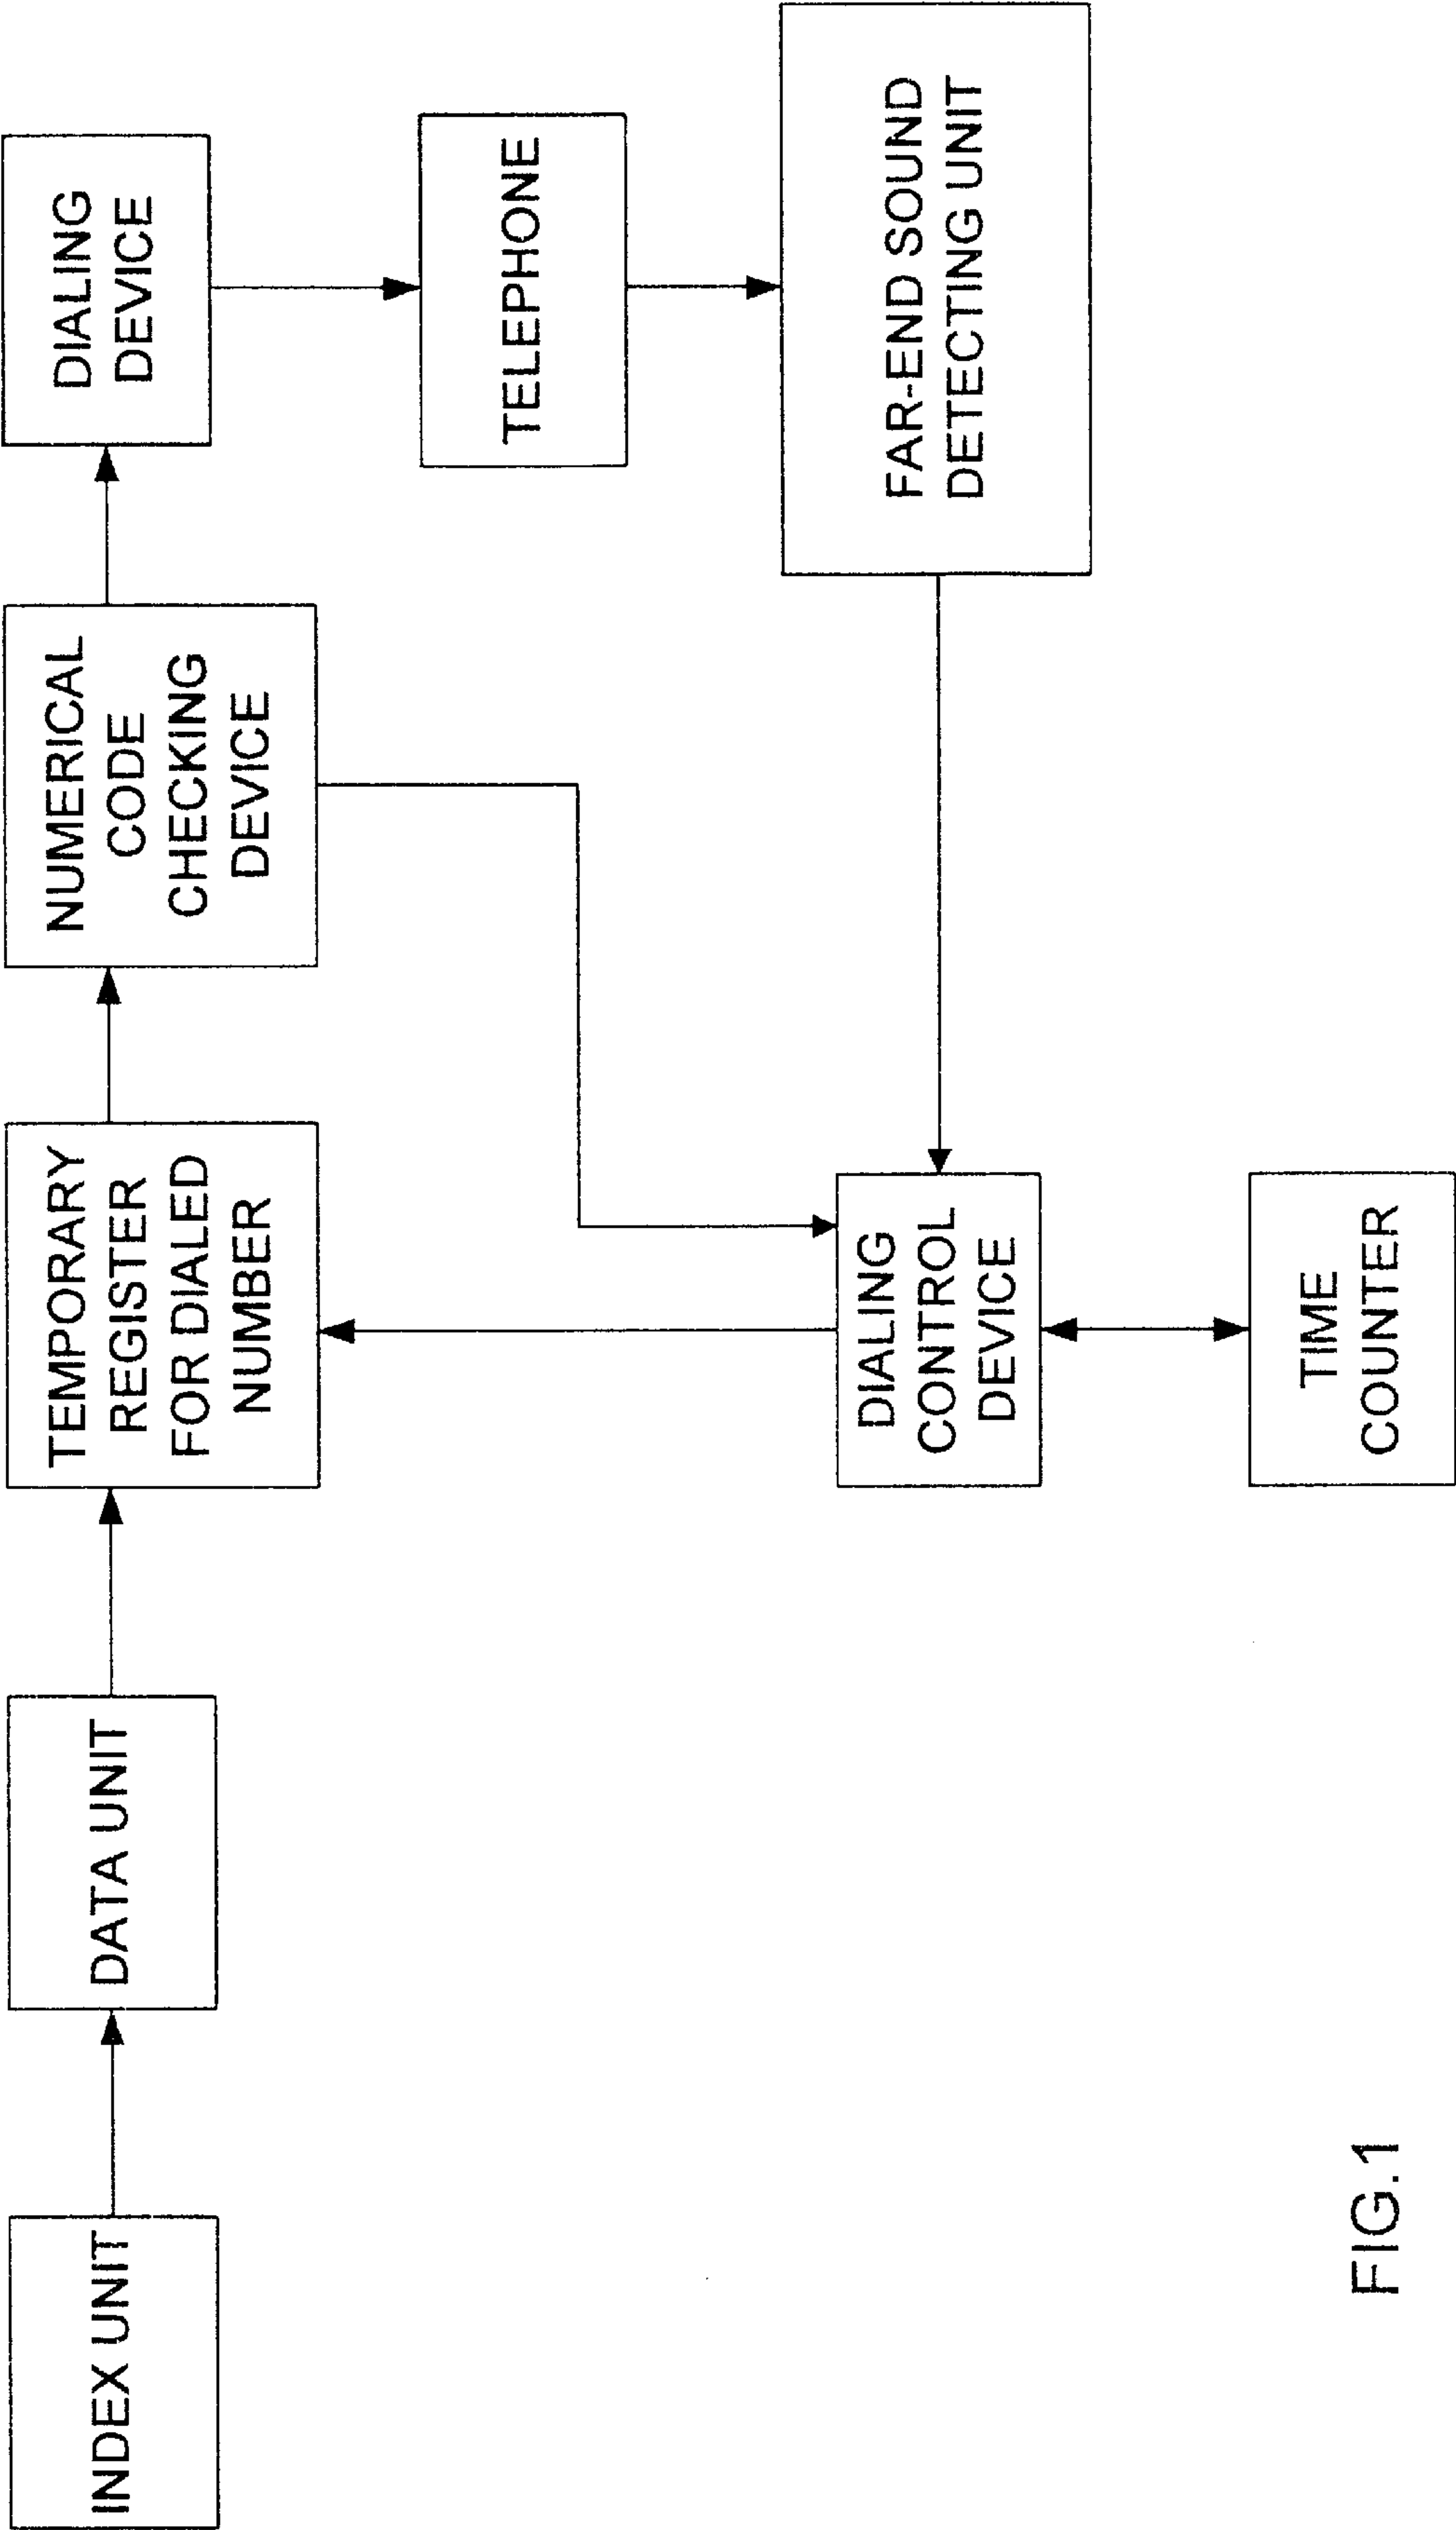 INDEX UNIT
DATA UNIT
TEMPORARY
REGISTER
FOR DIALED
NUMBER
NUMERICAL
CODE
CHECKING
DEVICE
DIALING
DEVICE
TELEPHONE
FAR-END SOUND
DETECTING UNIT
DIALING
CONTROL
DEVICE
TIME
COUNTER
FIG.1